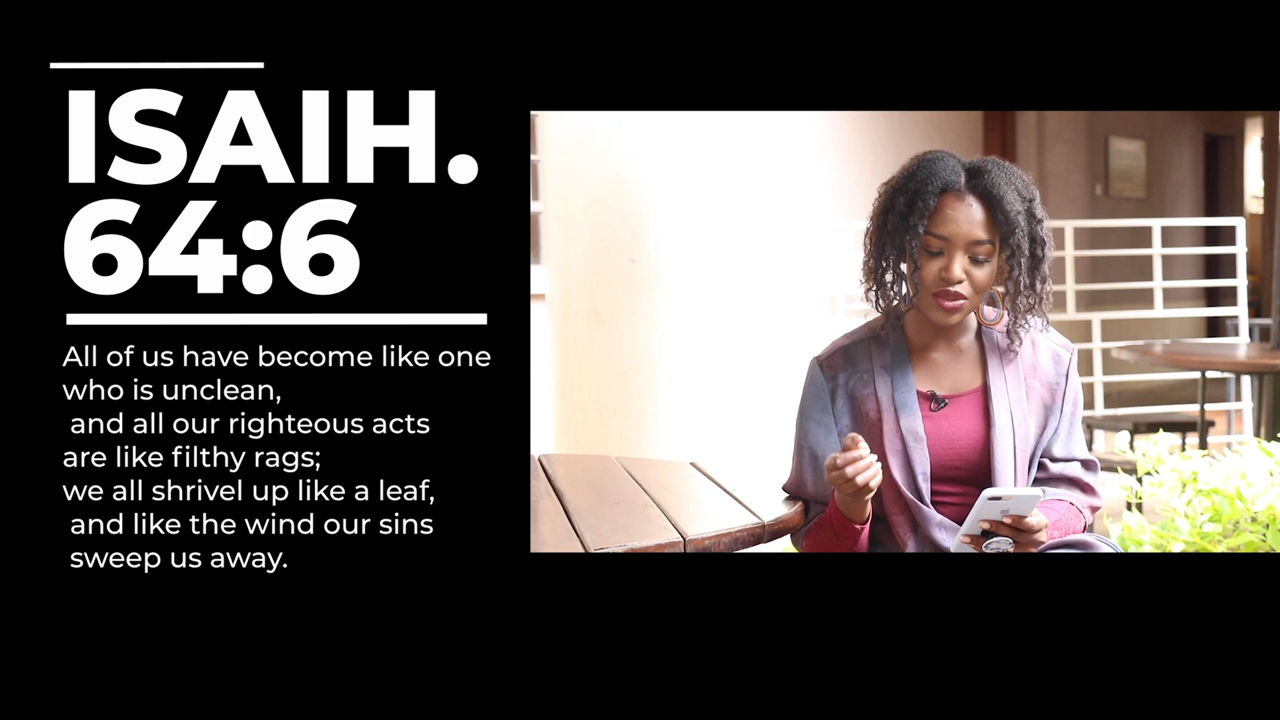 ISAIH.
64:6
All of us have become like one
who is unclean,
and all our righteous acts
are like filthy rags;
we all shrivel up like a leaf,
and like the wind our sins
sweep us away.